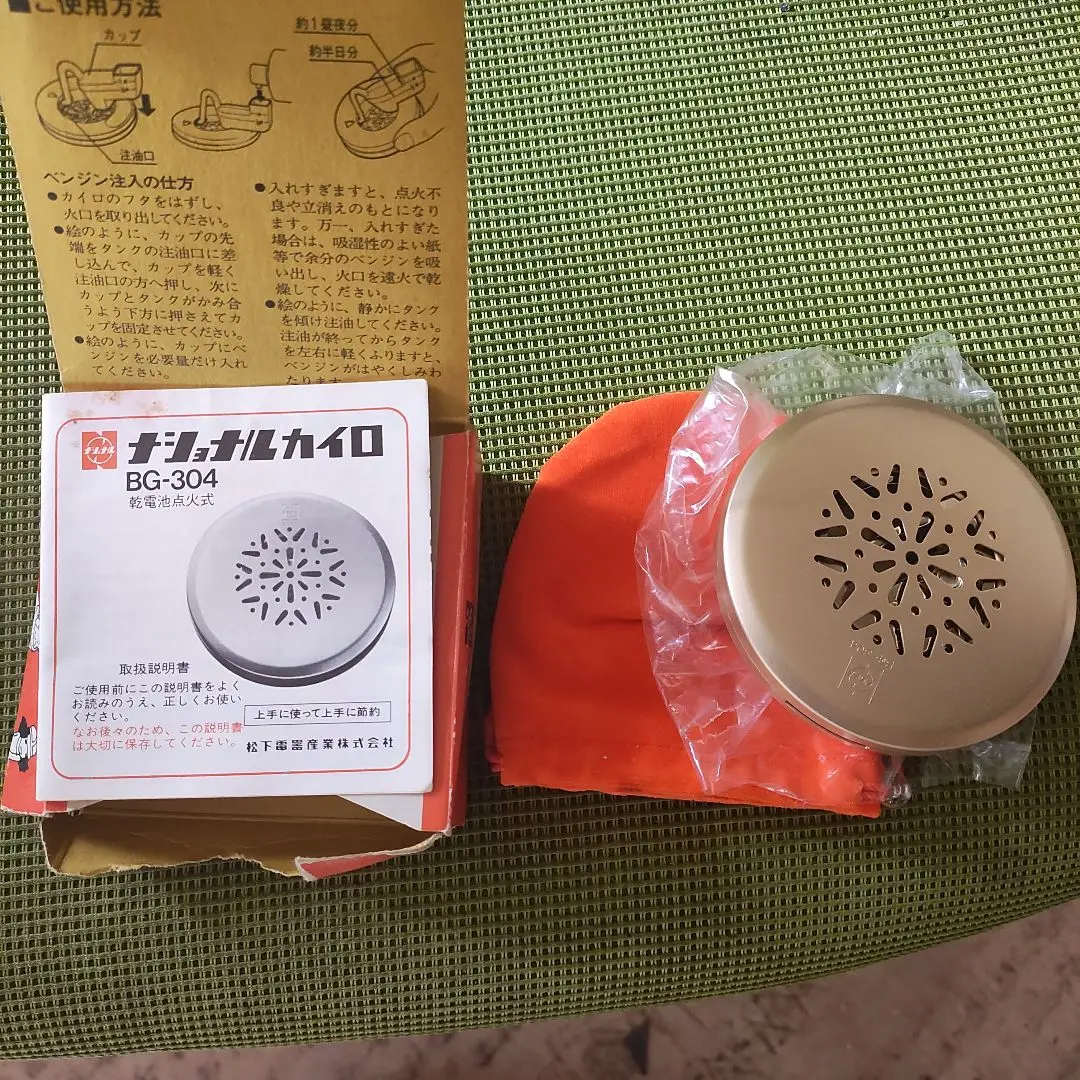 ■ご使用方法
カップ
注油口
約1昼夜分
約半日分
ベンジン注入の仕方
●カイロのフタをはずし、
火口を取り出してください。
●絵のように、カップの先
端をタンクの注油口に差
し込んで、カップを軽く
注油口の方へ押し、次に
カップとタンクがかみ合
うよう下方に押さえてカ
ップを固定させてください。
●絵のように、カップにベ
ンジンを必要量だけ入れ
てください。
●入れすぎますと、点火不
良や立消えのもとになり
ます。万一、入れすぎた
場合は、吸湿性のよい紙
等で余分のベンジンを吸
い出し、火口を遠火で乾
燥してください。
●絵のように、静かにタンク
を傾け注油してください。
注油が終ってからタンク
を左右に軽くふりますと、
ベンジンがはやくしみわ
たります
ナショナル
ナショナルカイロ
BG-304
乾電池点火式
取扱説明書
ご使用前にこの説明書をよく
お読みのうえ、正しくお使い
ください。
なお後々のため、この説明書
は大切に保存してください。
上手に使って上手に節約
松下電器産業株式会社